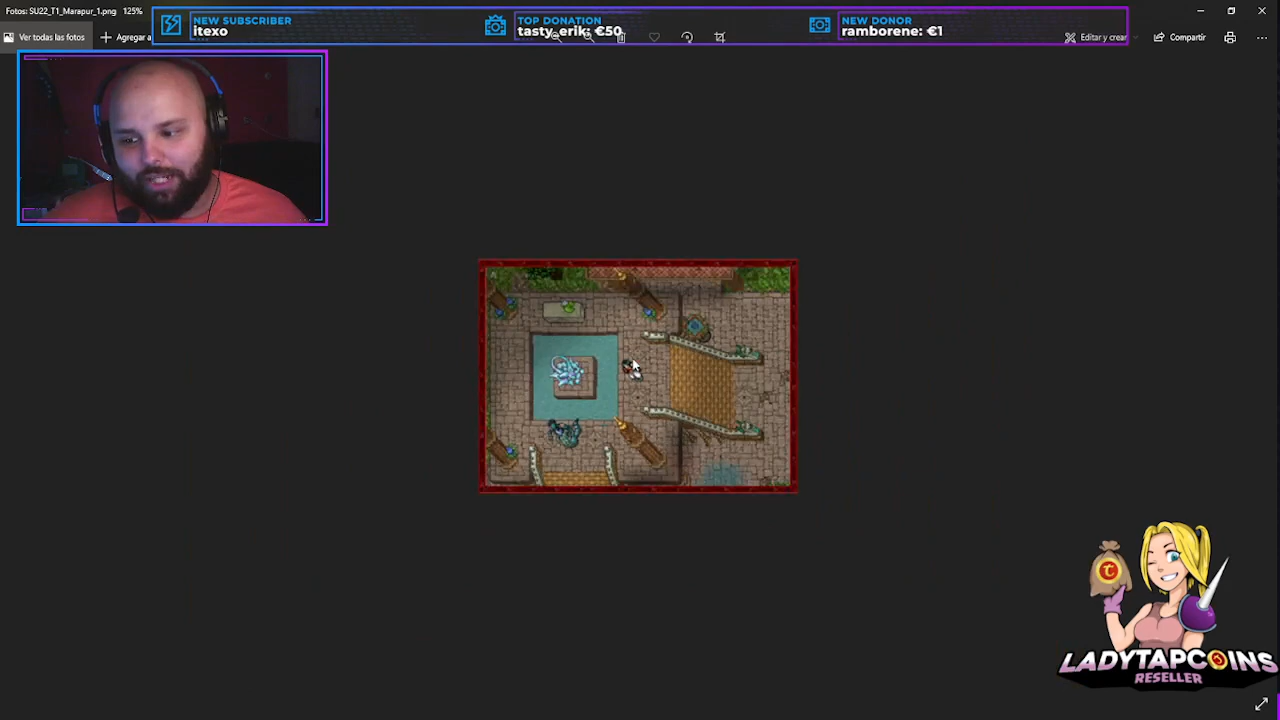 Fotos: SU22_T1_Marapur_1.png 125%
Ver todas las fotos
Agregar a
NEW SUBSCRIBER
itexo
TOP DONATION
tasty_erik: €50
NEW DONOR
ramborene: €1
Editar y crear
Compartir
LADYTAPCOINS
RESELLER